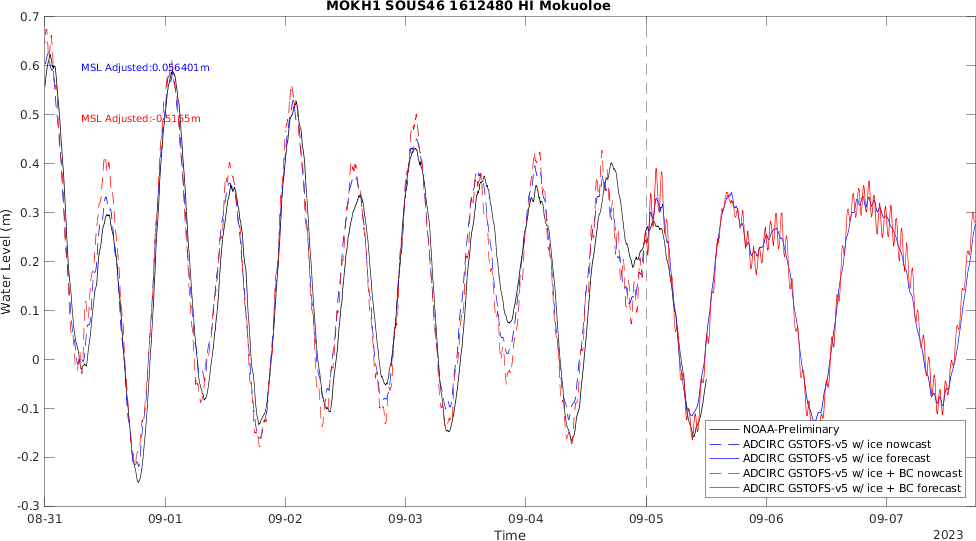 MOKH1 SOUS46 1612480 HI Mokuoloe
0.7
0.6
0.5
0.4
0.3
0.2
0.1
0
-0.1
-0.2
-0.3
Water Level (m)
MSL Adjusted:0.056401m
MSL Adjusted:-0.5165m
NOAA-Preliminary
ADCIRC GSTOFS-v5 w/ ice nowcast
ADCIRC GSTOFS-v5 w/ ice forecast
ADCIRC GSTOFS-v5 w/ ice + BC nowcast
ADCIRC GSTOFS-v5 w/ ice + BC forecast
08-31 09-01 09-02 09-03 09-04 09-05 09-06 09-07
Time
2023